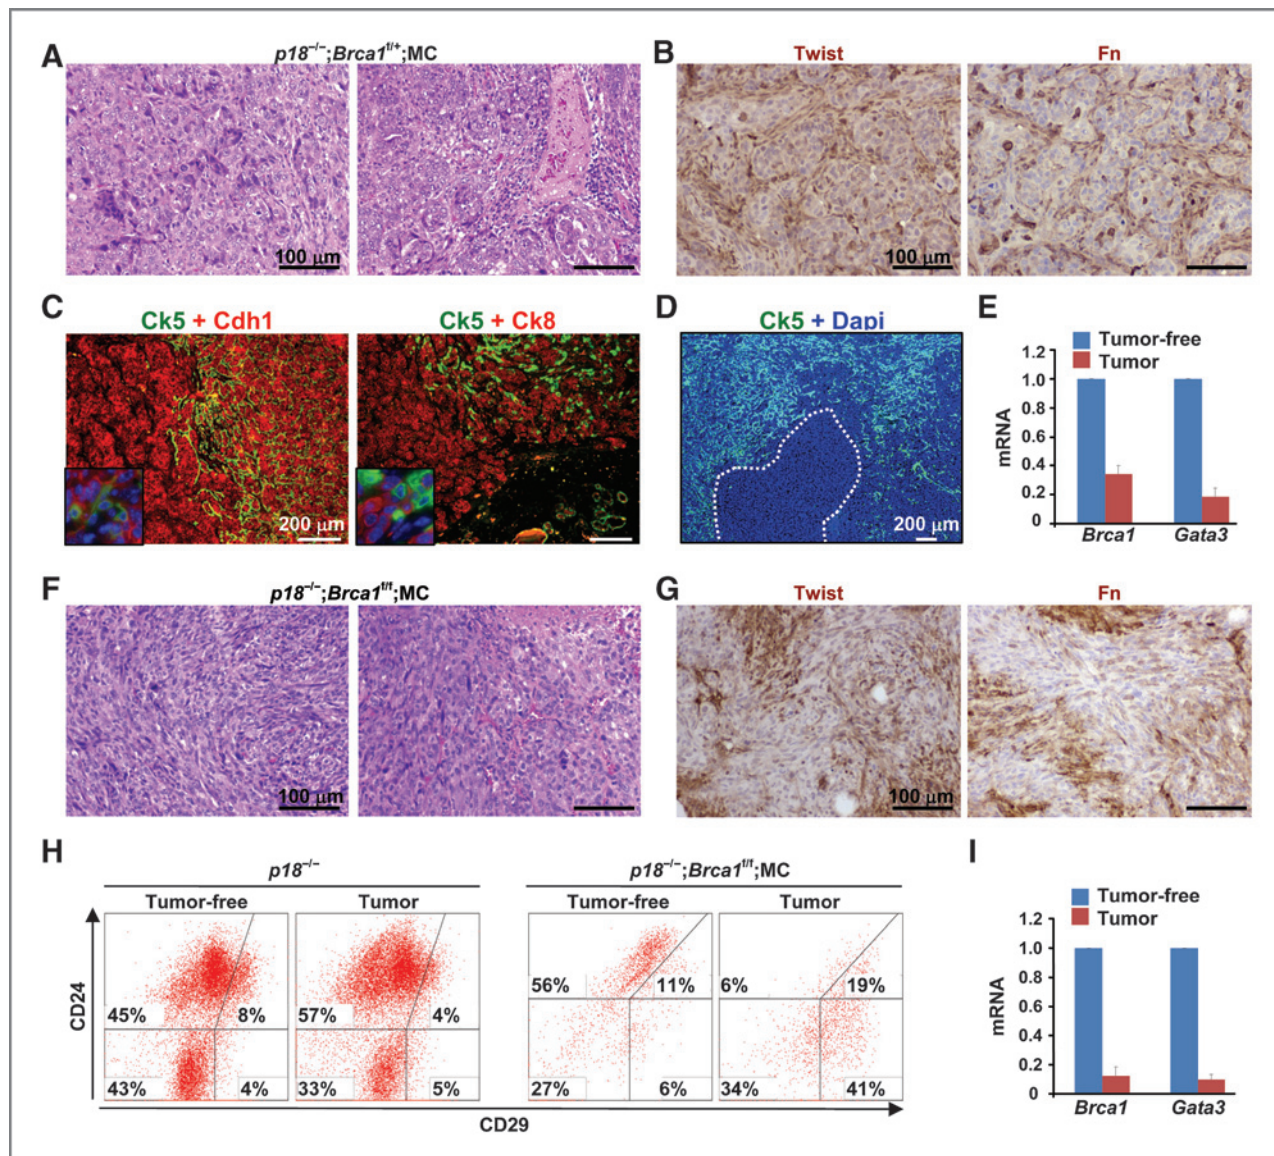 A
p18⁻/⁻;Brca1ᶠ/⁺;MC
100 μm
B
Twist
Fn
100 μm
C
Ck5 + Cdh1
Ck5 + Ck8
200 μm
D
Ck5 + Dapi
200 μm
E
Tumor-free
Tumor
mRNA
1.2
1.0
0.8
0.6
0.4
0.2
0
Brca1
Gata3
F
p18⁻/⁻;Brca1ᶠ/ᶠ;MC
100 μm
G
Twist
Fn
100 μm
H
p18⁻/⁻
p18⁻/⁻;Brca1ᶠ/ᶠ;MC
Tumor-free
Tumor
Tumor-free
Tumor
CD24
45%
8%
57%
4%
56%
11%
6%
19%
43%
4%
33%
5%
27%
6%
34%
41%
CD29
I
Tumor-free
Tumor
mRNA
1.2
1.0
0.8
0.6
0.4
0.2
0
Brca1
Gata3